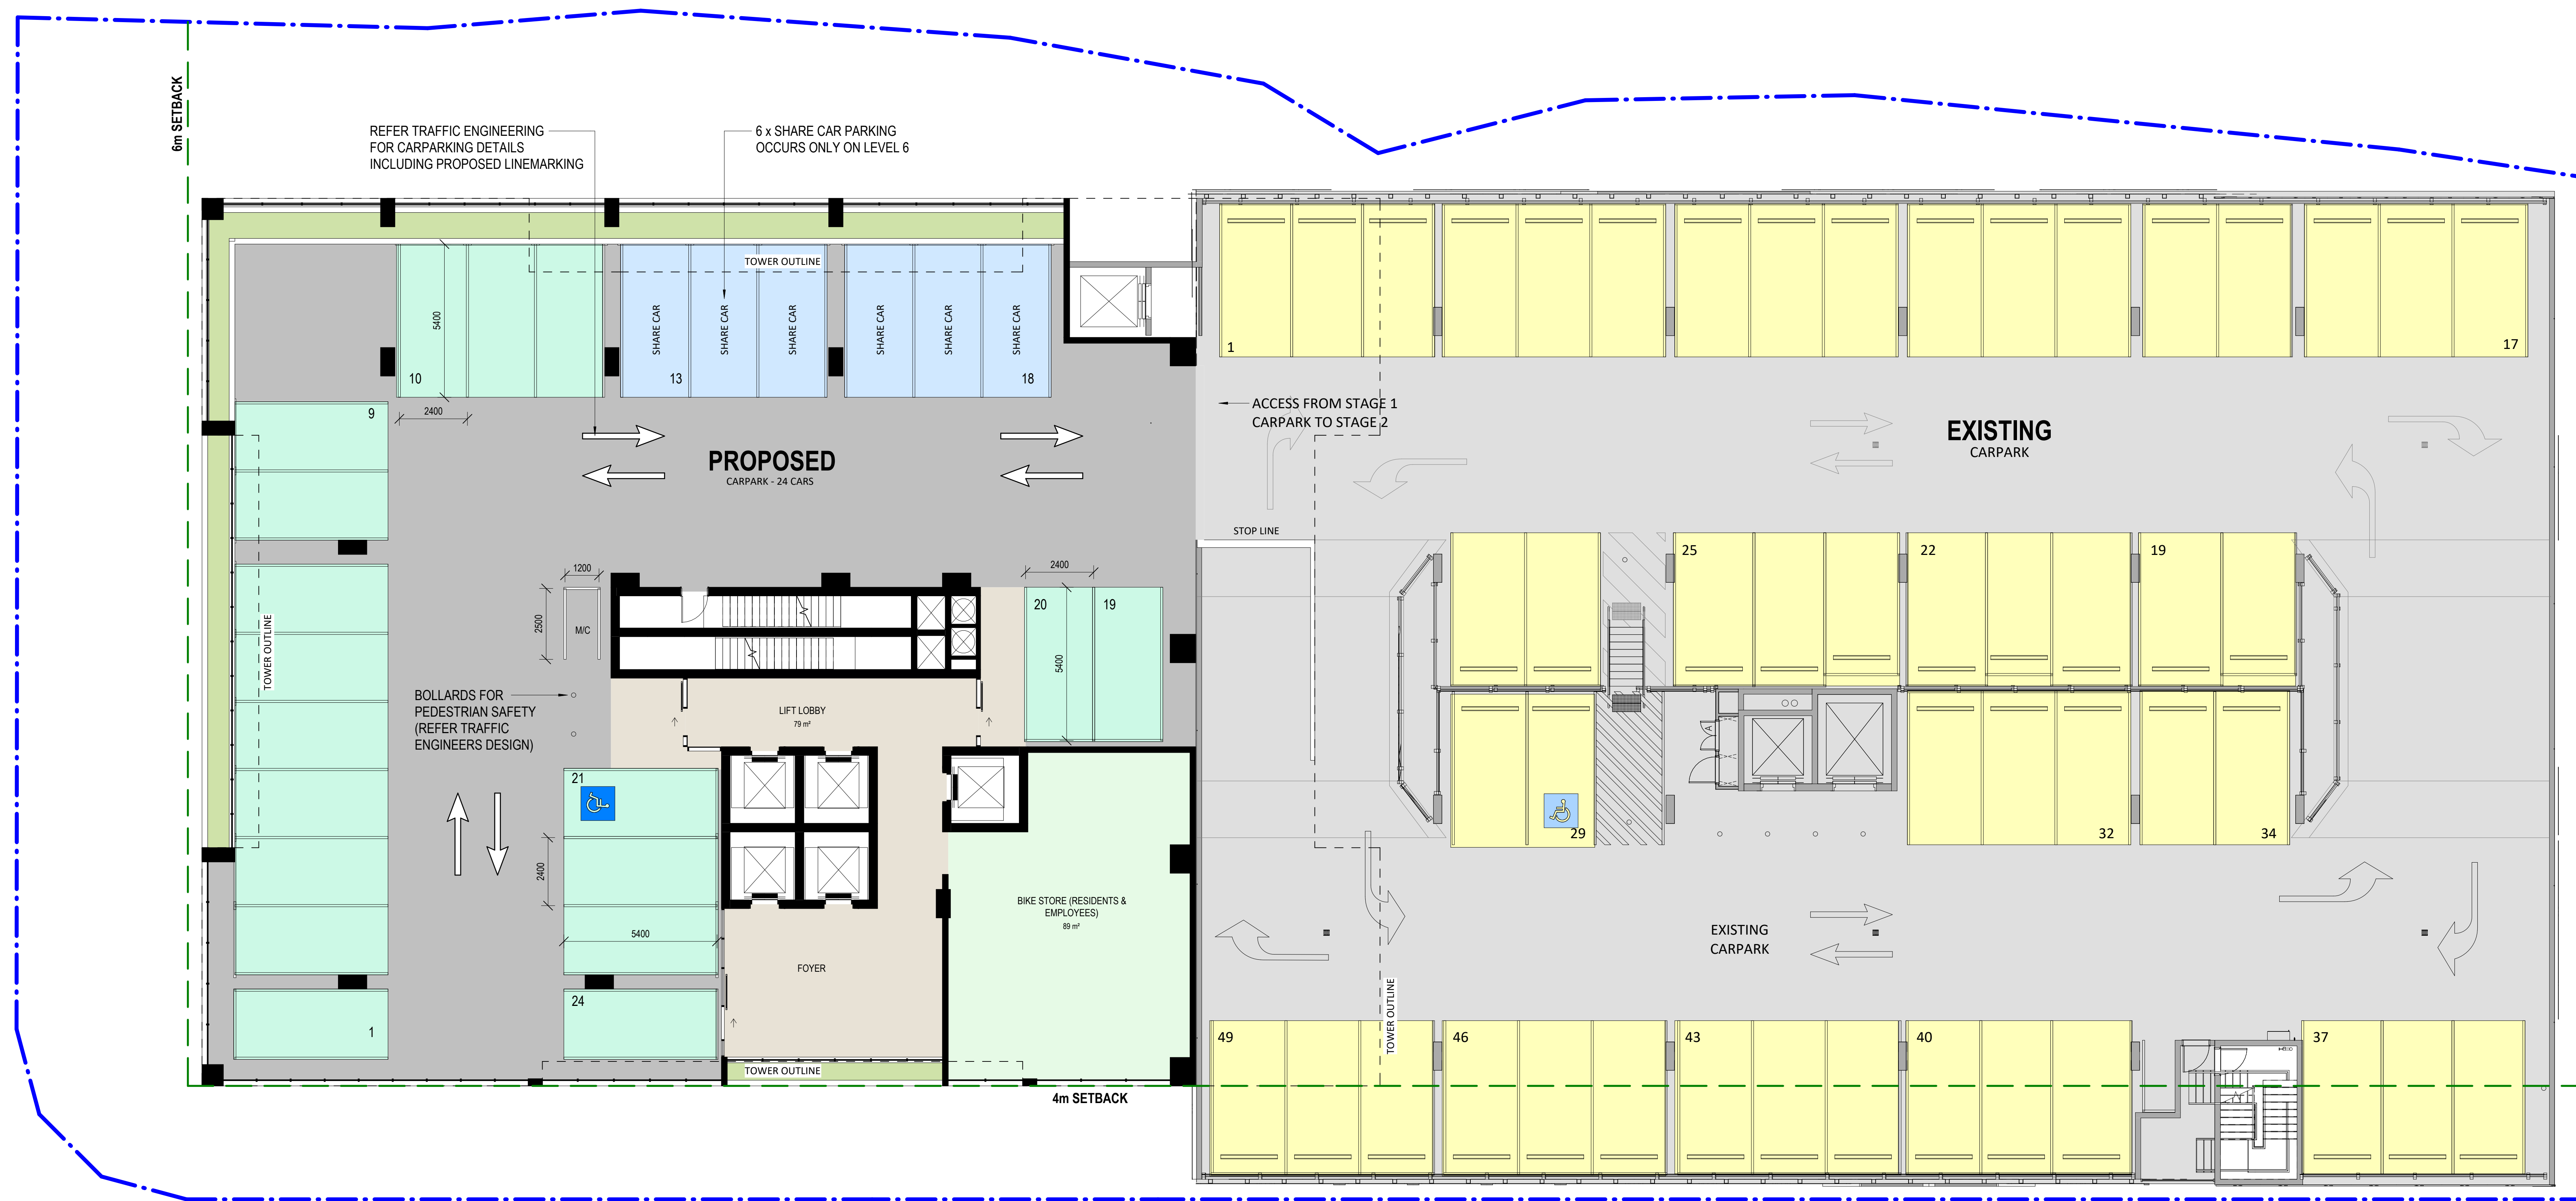 6m SETBACK
REFER TRAFFIC ENGINEERING
FOR CARPARKING DETAILS
INCLUDING PROPOSED LINEMARKING
6 x SHARE CAR PARKING
OCCURS ONLY ON LEVEL 6
TOWER OUTLINE
5400
SHARE CAR
SHARE CAR
SHARE CAR
SHARE CAR
SHARE CAR
SHARE CAR
10
13
18
9
2400
PROPOSED
CARPARK - 24 CARS
1200
2500
M/C
2400
20
19
5400
TOWER OUTLINE
BOLLARDS FOR
PEDESTRIAN SAFETY
(REFER TRAFFIC
ENGINEERS DESIGN)
LIFT LOBBY
79 m²
21
2400
5400
24
1
FOYER
BIKE STORE (RESIDENTS &
EMPLOYEES)
89 m²
TOWER OUTLINE
4m SETBACK
1
17
ACCESS FROM STAGE 1
CARPARK TO STAGE 2
EXISTING
CARPARK
STOP LINE
25
22
19
29
32
34
EXISTING
CARPARK
TOWER OUTLINE
49
46
43
40
37